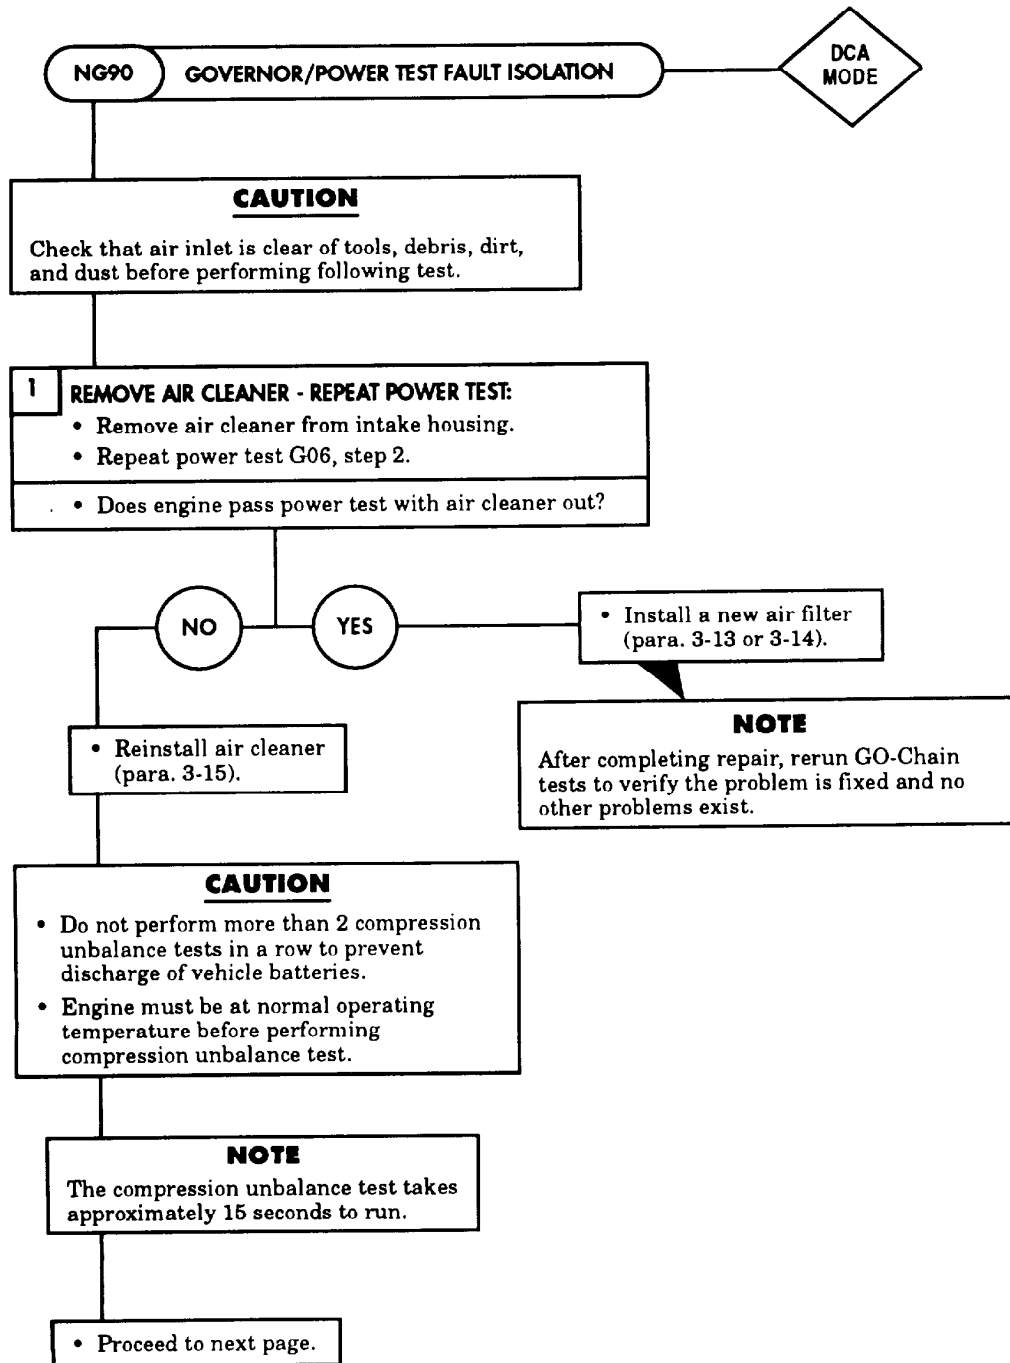 NG90 GOVERNOR/POWER TEST FAULT ISOLATION
DCA
MODE
CAUTION
Check that air inlet is clear of tools, debris, dirt,
and dust before performing following test.
1 REMOVE AIR CLEANER - REPEAT POWER TEST:
• Remove air cleaner from intake housing.
• Repeat power test G06, step 2.
• Does engine pass power test with air cleaner out?
NO
YES
• Install a new air filter
(para. 3-13 or 3-14).
NOTE
After completing repair, rerun GO-Chain
tests to verify the problem is fixed and no
other problems exist.
• Reinstall air cleaner
(para. 3-15).
CAUTION
• Do not perform more than 2 compression
unbalance tests in a row to prevent
discharge of vehicle batteries.
• Engine must be at normal operating
temperature before performing
compression unbalance test.
NOTE
The compression unbalance test takes
approximately 15 seconds to run.
• Proceed to next page.